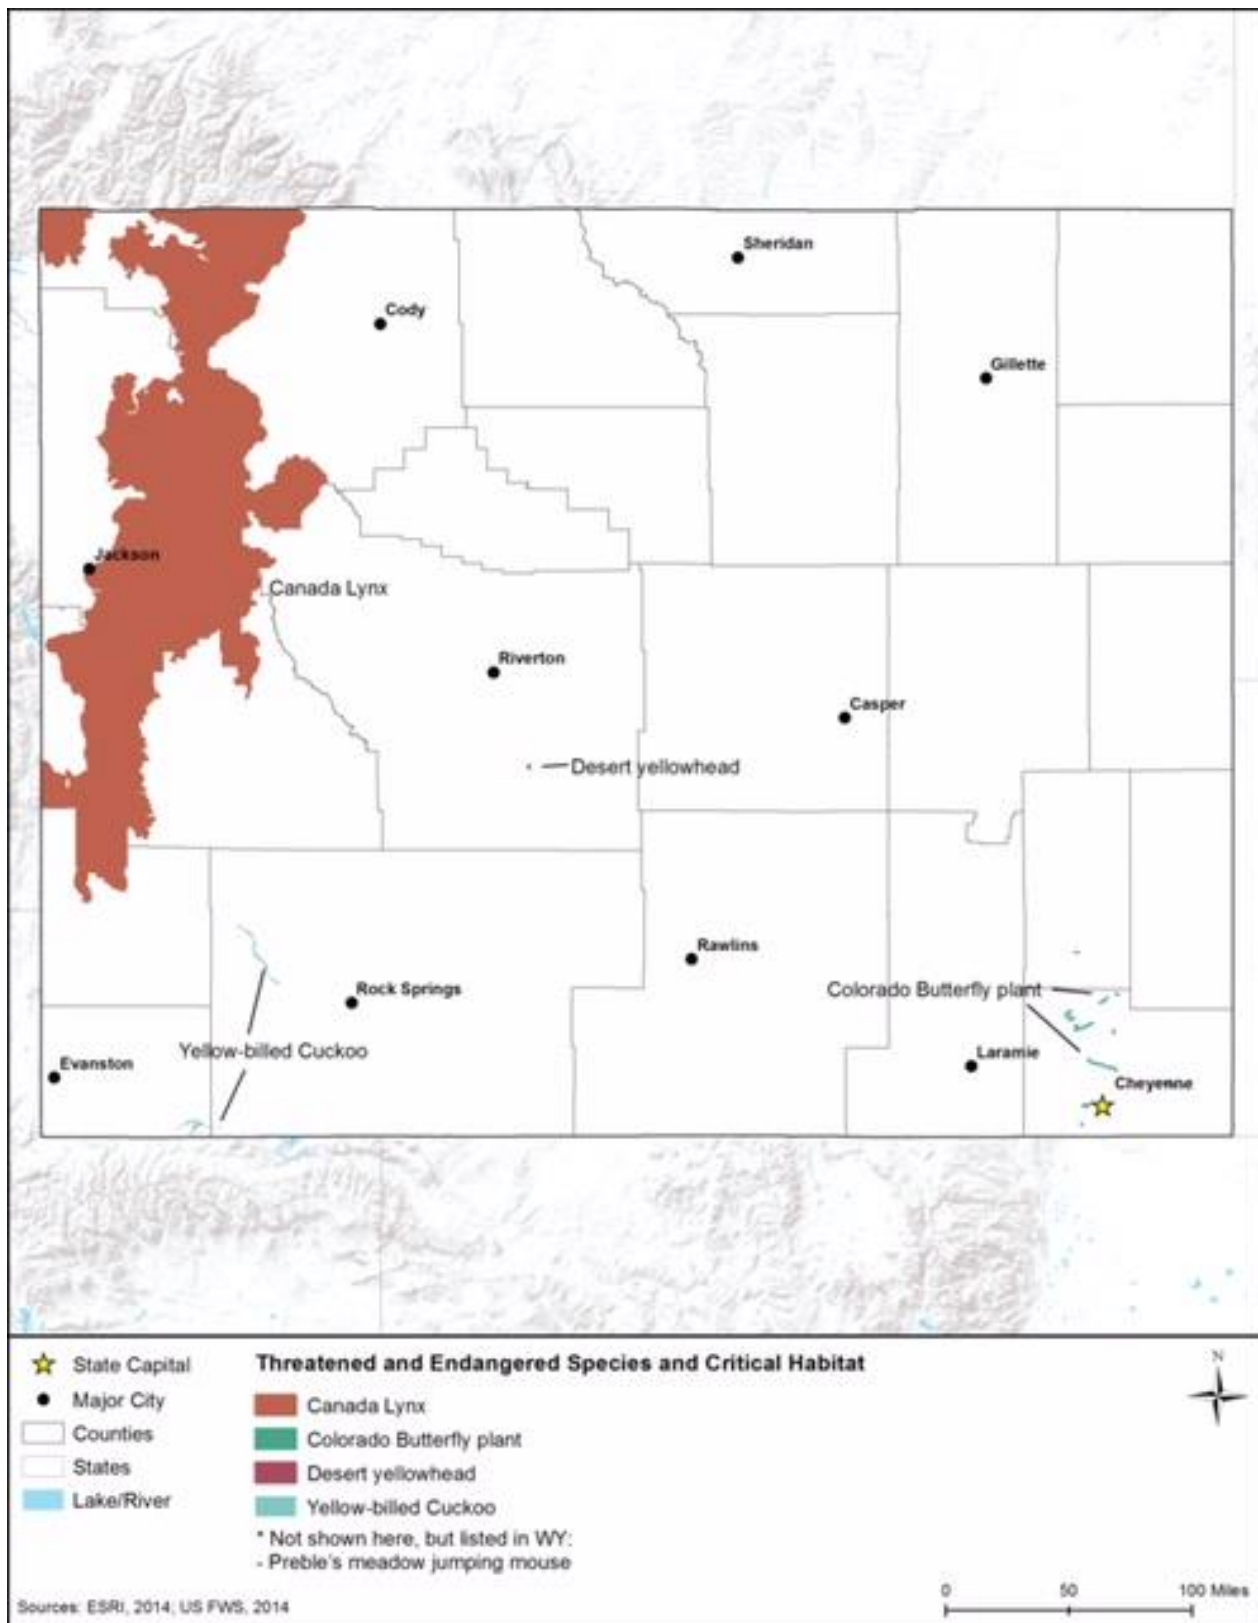 Sheridan
Cody
Gillette
Jackson
Canada Lynx
Riverton
Casper
Desert yellowhead
Rawlins
Rock Springs
Colorado Butterfly plant
Yellow-billed Cuckoo
Evanston
Laramie
Cheyenne
State Capital
Major City
Counties
States
Lake/River
Threatened and Endangered Species and Critical Habitat
Canada Lynx
Colorado Butterfly plant
Desert yellowhead
Yellow-billed Cuckoo
* Not shown here, but listed in WY:
- Preble's meadow jumping mouse
N
0 50 100 Miles
Sources: ESRI, 2014; US FWS, 2014